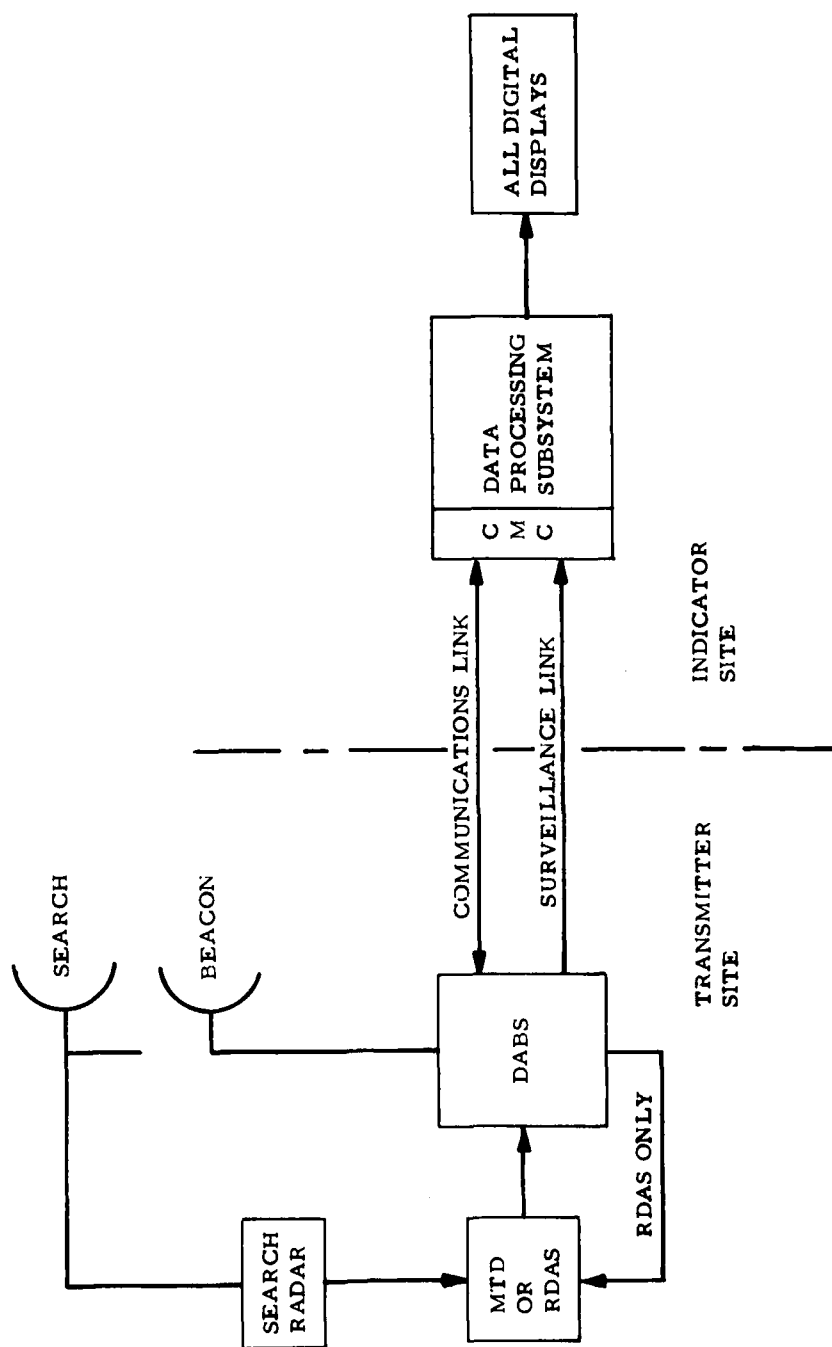 SEARCH
BEACON
SEARCH
RADAR
MTD
OR
RDAS
DABS
RDAS ONLY
COMMUNICATIONS LINK
SURVEILLANCE LINK
TRANSMITTER
SITE
INDICATOR
SITE
C
M
C
DATA
PROCESSING
SUBSYSTEM
ALL DIGITAL
DISPLAYS